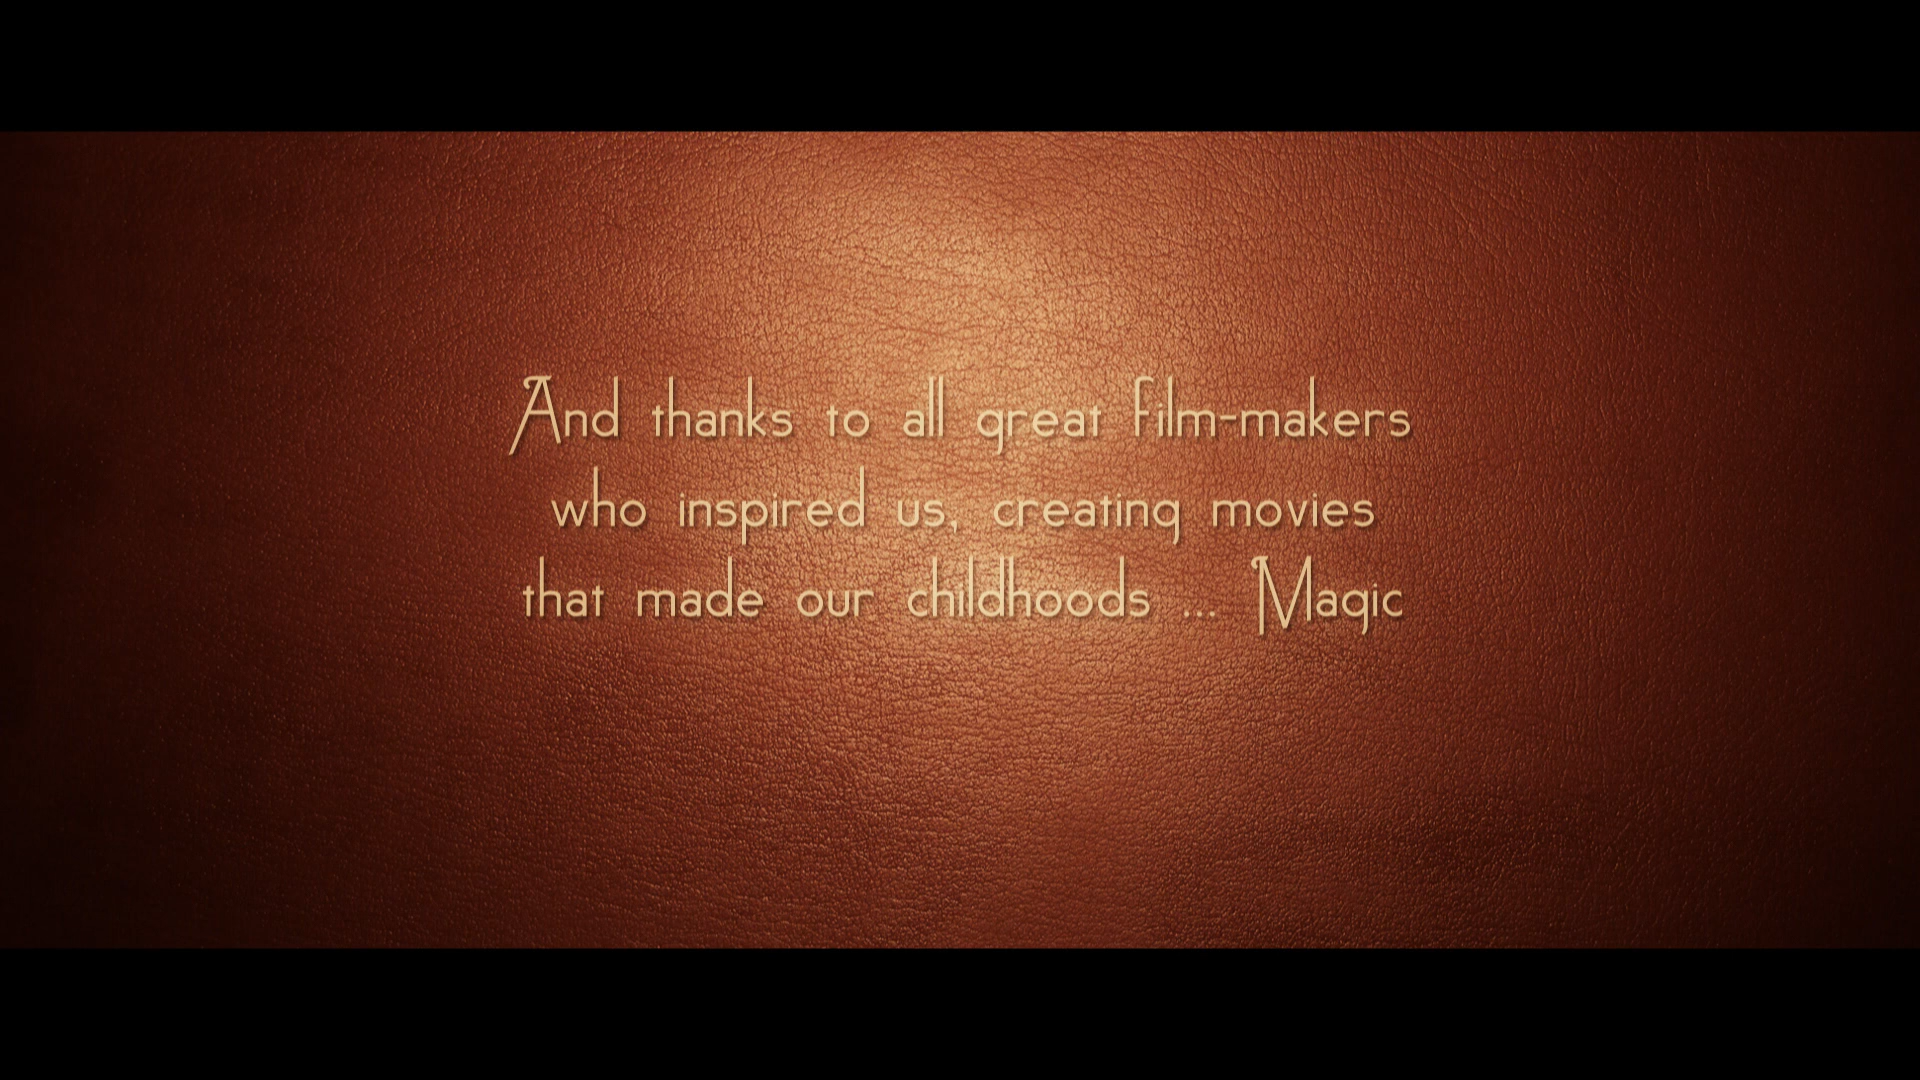 And thanks to all great film-makers
who inspired us, creating movies
that made our childhoods ... Magic